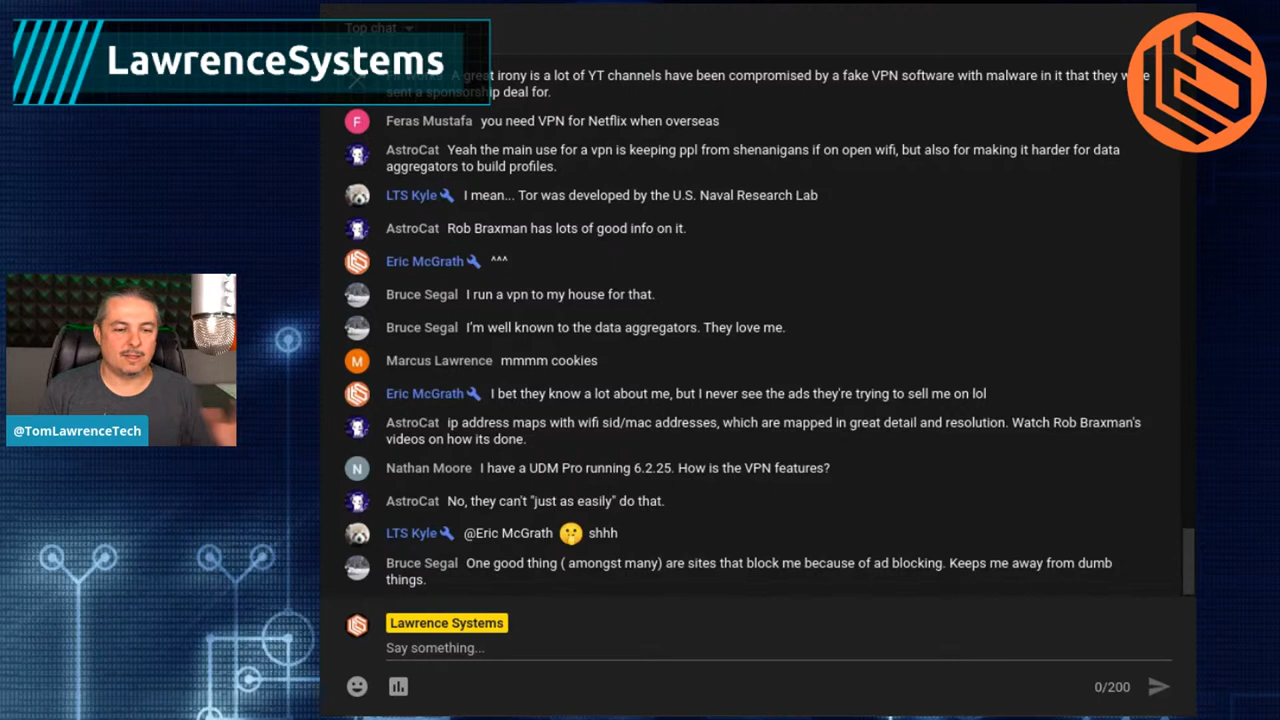 Top chat
LawrenceSystems
A great irony is a lot of YT channels have been compromised by a fake VPN software with malware in it that they
sent a sponsorship deal for.
F Feras Mustafa you need VPN for Netflix when overseas
AstroCat Yeah the main use for a vpn is keeping ppl from shenanigans if on open wifi, but also for making it harder for data
aggregators to build profiles.
LTS Kyle I mean... Tor was developed by the U.S. Naval Research Lab
AstroCat Rob Braxman has lots of good info on it.
Eric McGrath ^^^
Bruce Segal I run a vpn to my house for that.
Bruce Segal I'm well known to the data aggregators. They love me.
M Marcus Lawrence mmmm cookies
Eric McGrath I bet they know a lot about me, but I never see the ads they're trying to sell me on lol
AstroCat ip address maps with wifi sid/mac addresses, which are mapped in great detail and resolution. Watch Rob Braxman's
videos on how its done.
N Nathan Moore I have a UDM Pro running 6.2.25. How is the VPN features?
AstroCat No, they can't "just as easily" do that.
LTS Kyle @Eric McGrath 🤫 shhh
Bruce Segal One good thing ( amongst many) are sites that block me because of ad blocking. Keeps me away from dumb
things.
Lawrence Systems
Say something...
0/200
@TomLawrenceTech